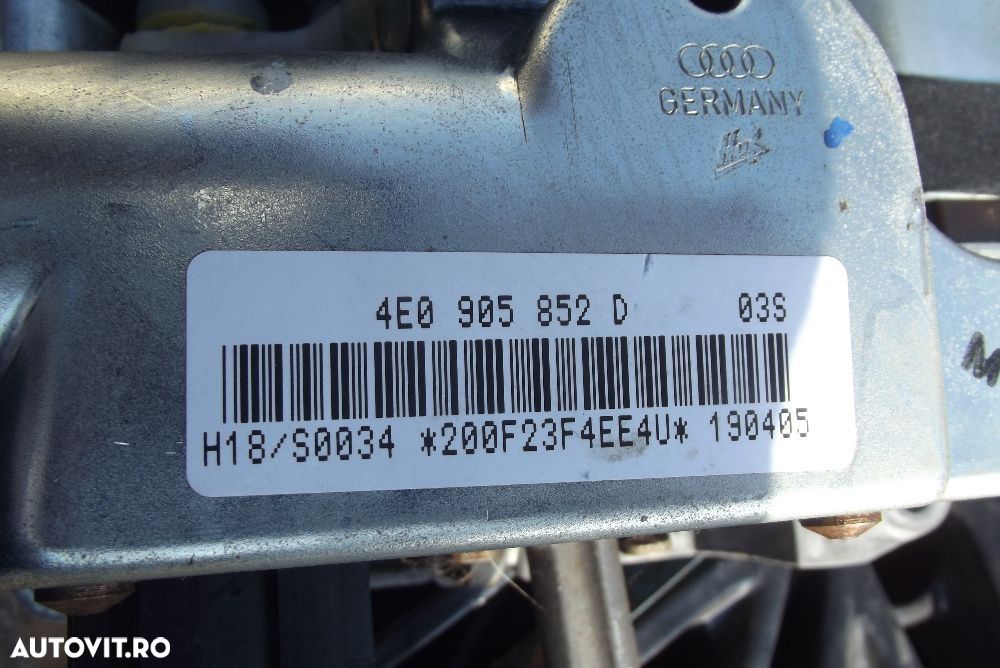 GERMANY
4E0 905 852 D 03S
H18/S0034 *200F23F4EE4U* 190405
AUTOVIT.RO